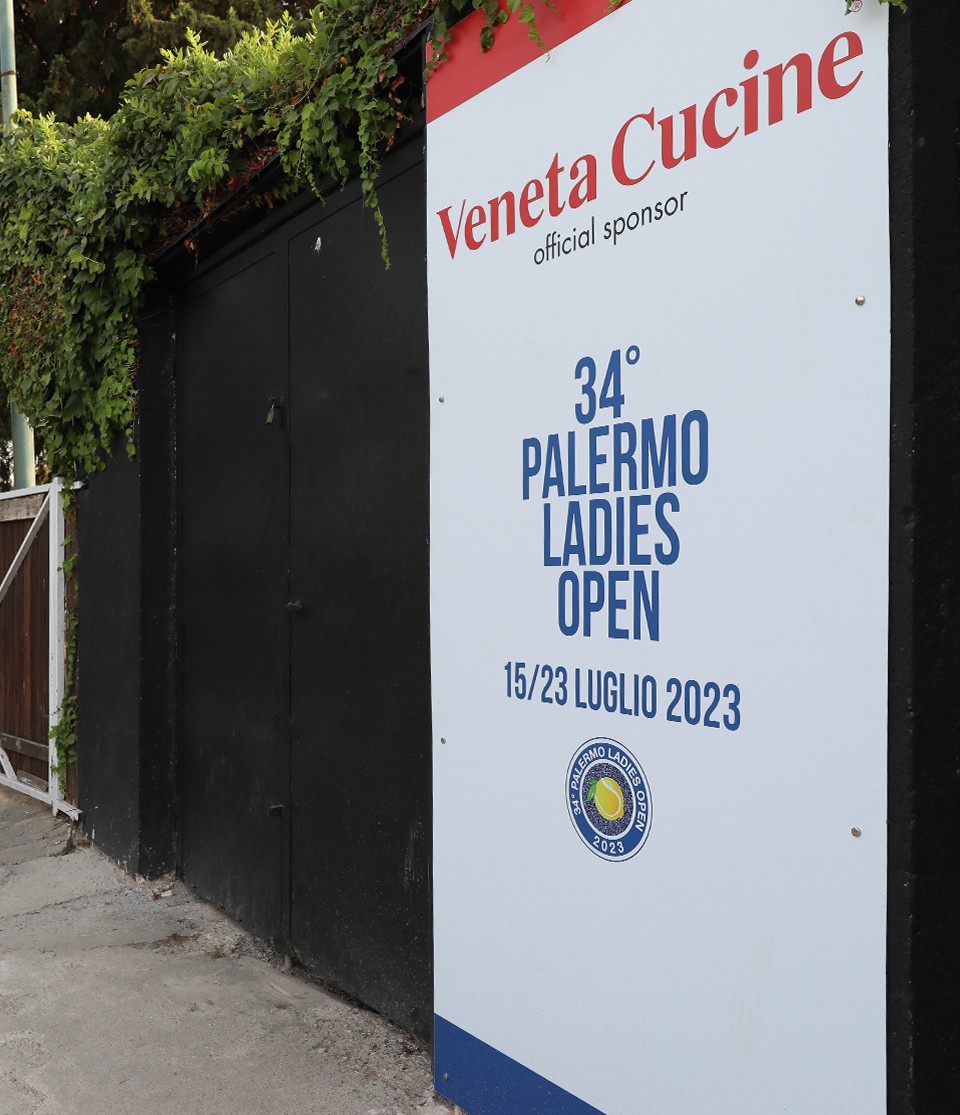 Veneta Cucine®
official sponsor
34°
PALERMO
LADIES
OPEN
15/23 LUGLIO 2023
34° PALERMO LADIES OPEN
2023